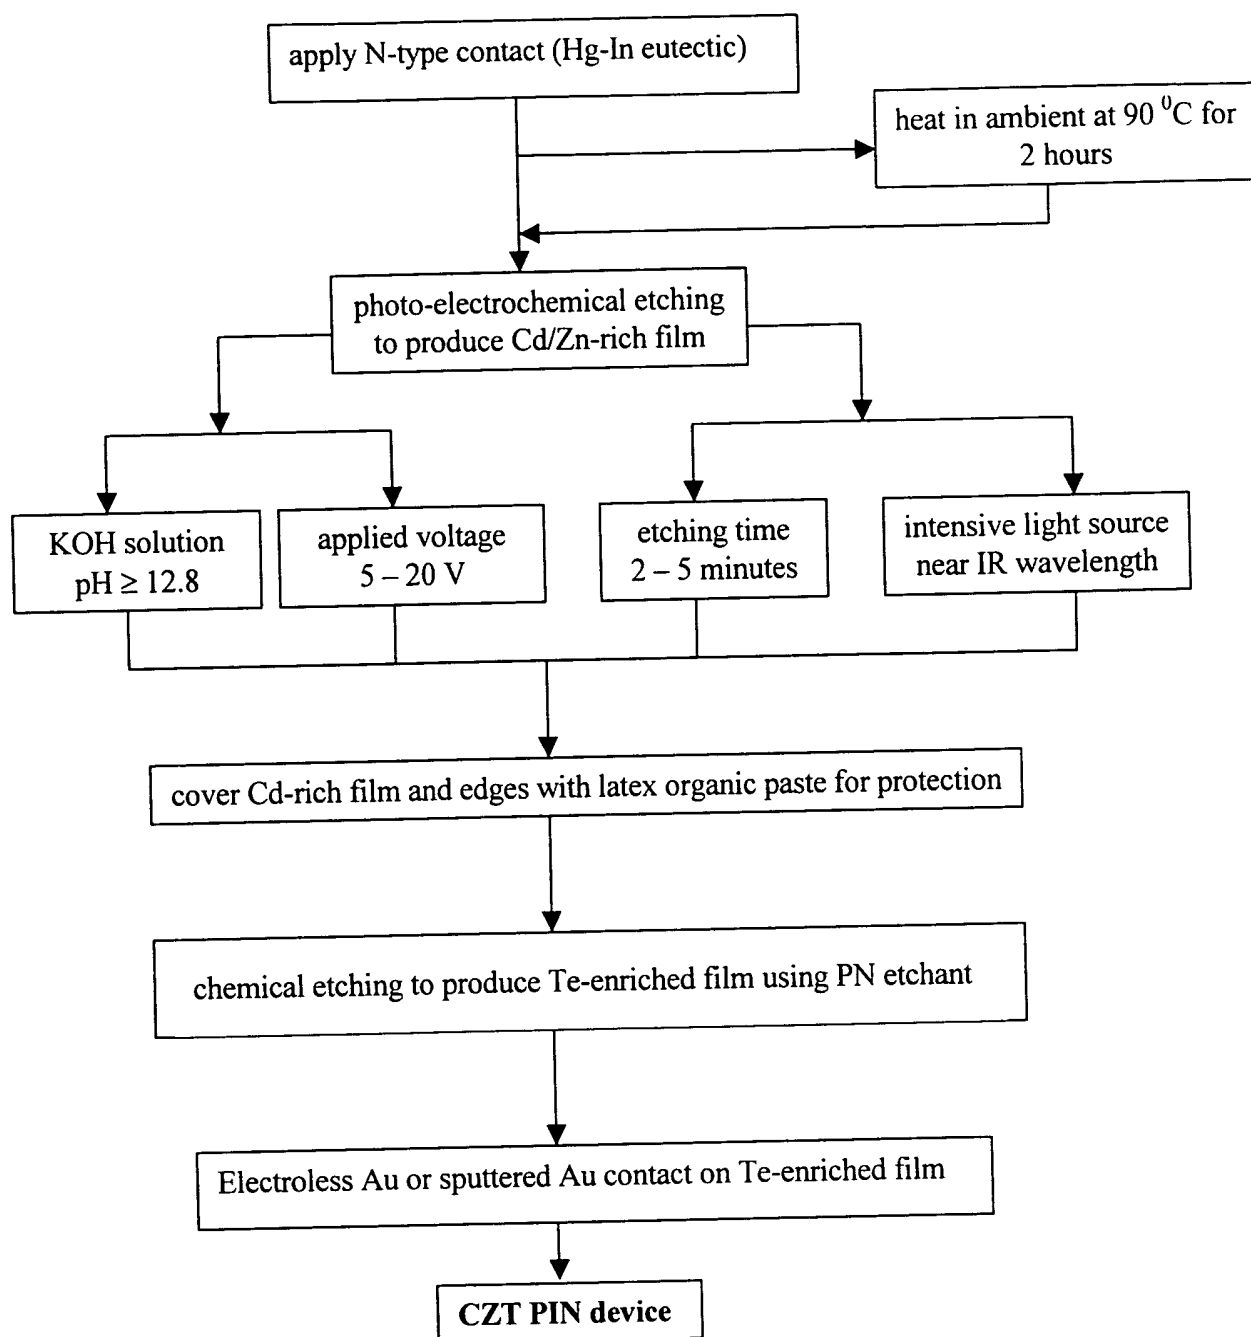 apply N-type contact (Hg-In eutectic)
heat in ambient at 90 ⁰C for
2 hours
photo-electrochemical etching
to produce Cd/Zn-rich film
KOH solution
pH ≥ 12.8
applied voltage
5 – 20 V
etching time
2 – 5 minutes
intensive light source
near IR wavelength
cover Cd-rich film and edges with latex organic paste for protection
chemical etching to produce Te-enriched film using PN etchant
Electroless Au or sputtered Au contact on Te-enriched film
CZT PIN device